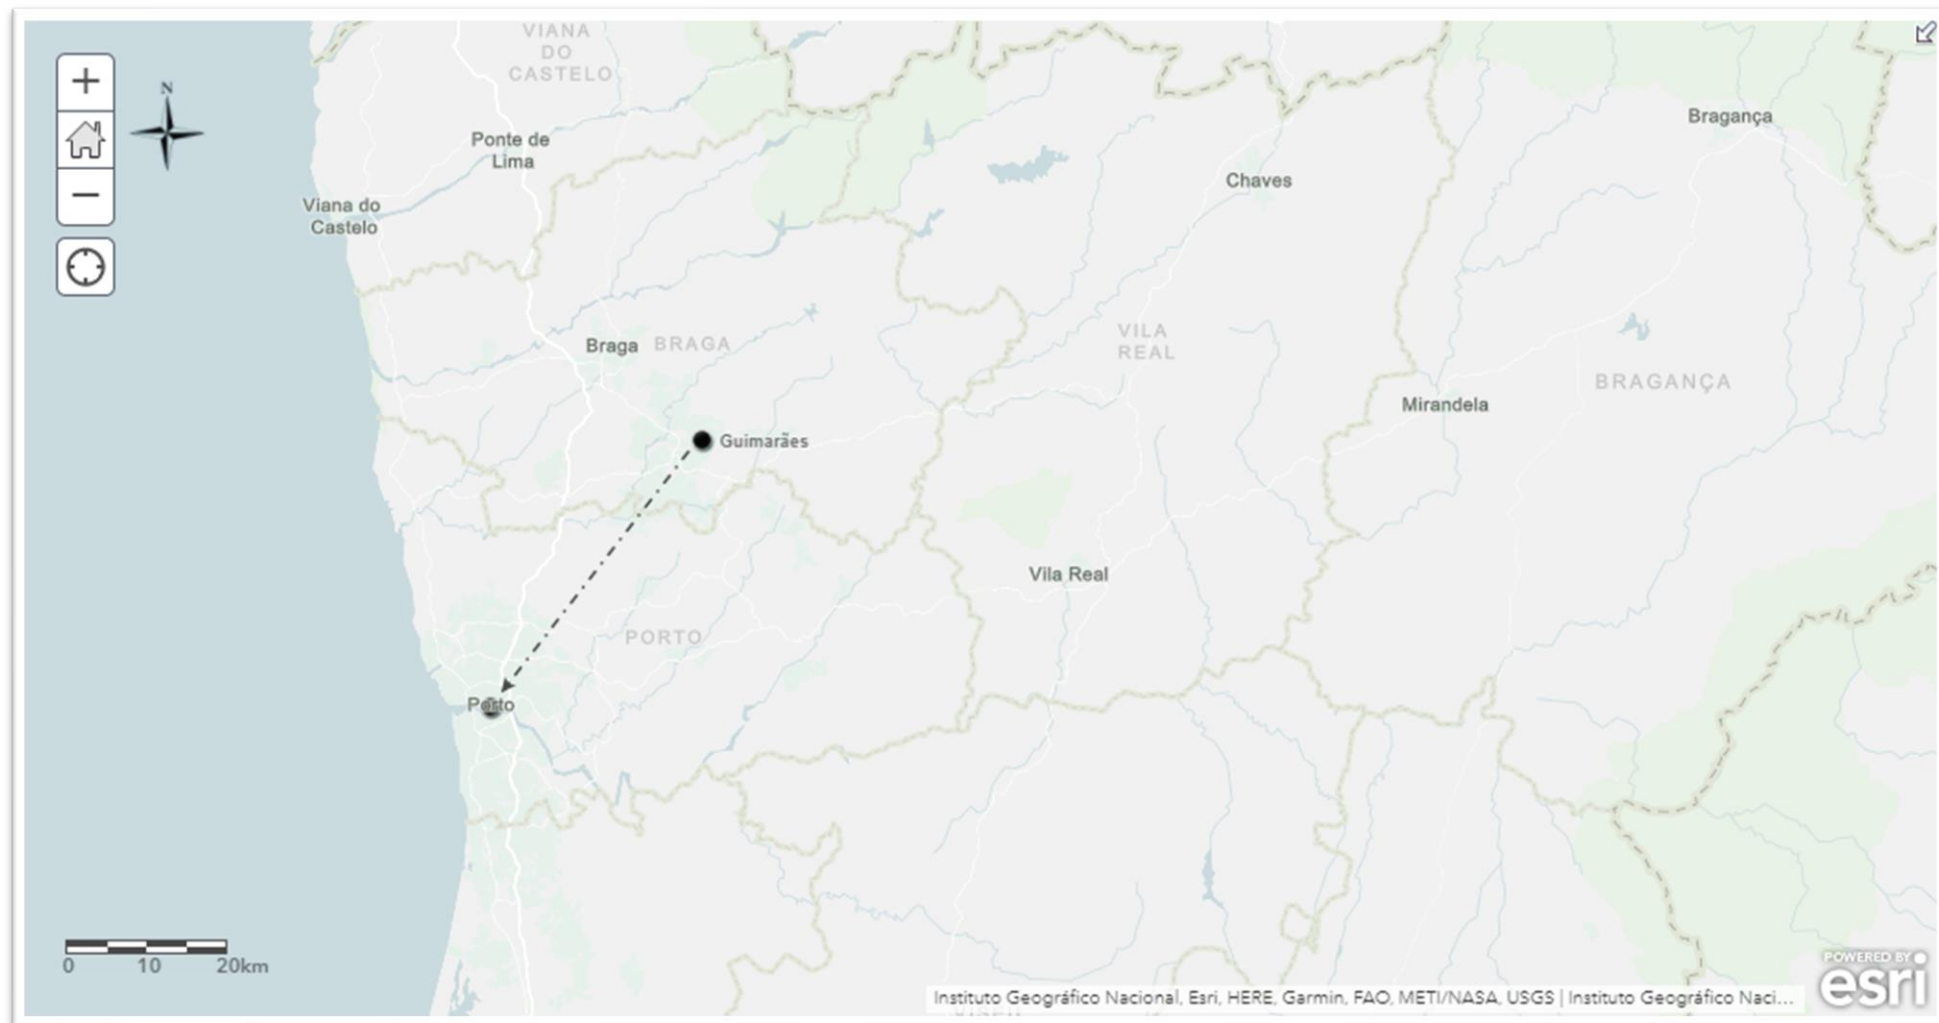 VIANA
DO
CASTELO
N
Ponte de
Lima
Bragança
Chaves
Viana do
Castelo
Braga
BRAGA
VILA
REAL
BRAGANÇA
Mirandela
Guimarães
Vila Real
PORTO
Porto
0 10 20km
POWERED BY
esri
Instituto Geográfico Nacional, Esri, HERE, Garmin, FAO, METI/NASA, USGS | Instituto Geográfico Naci...